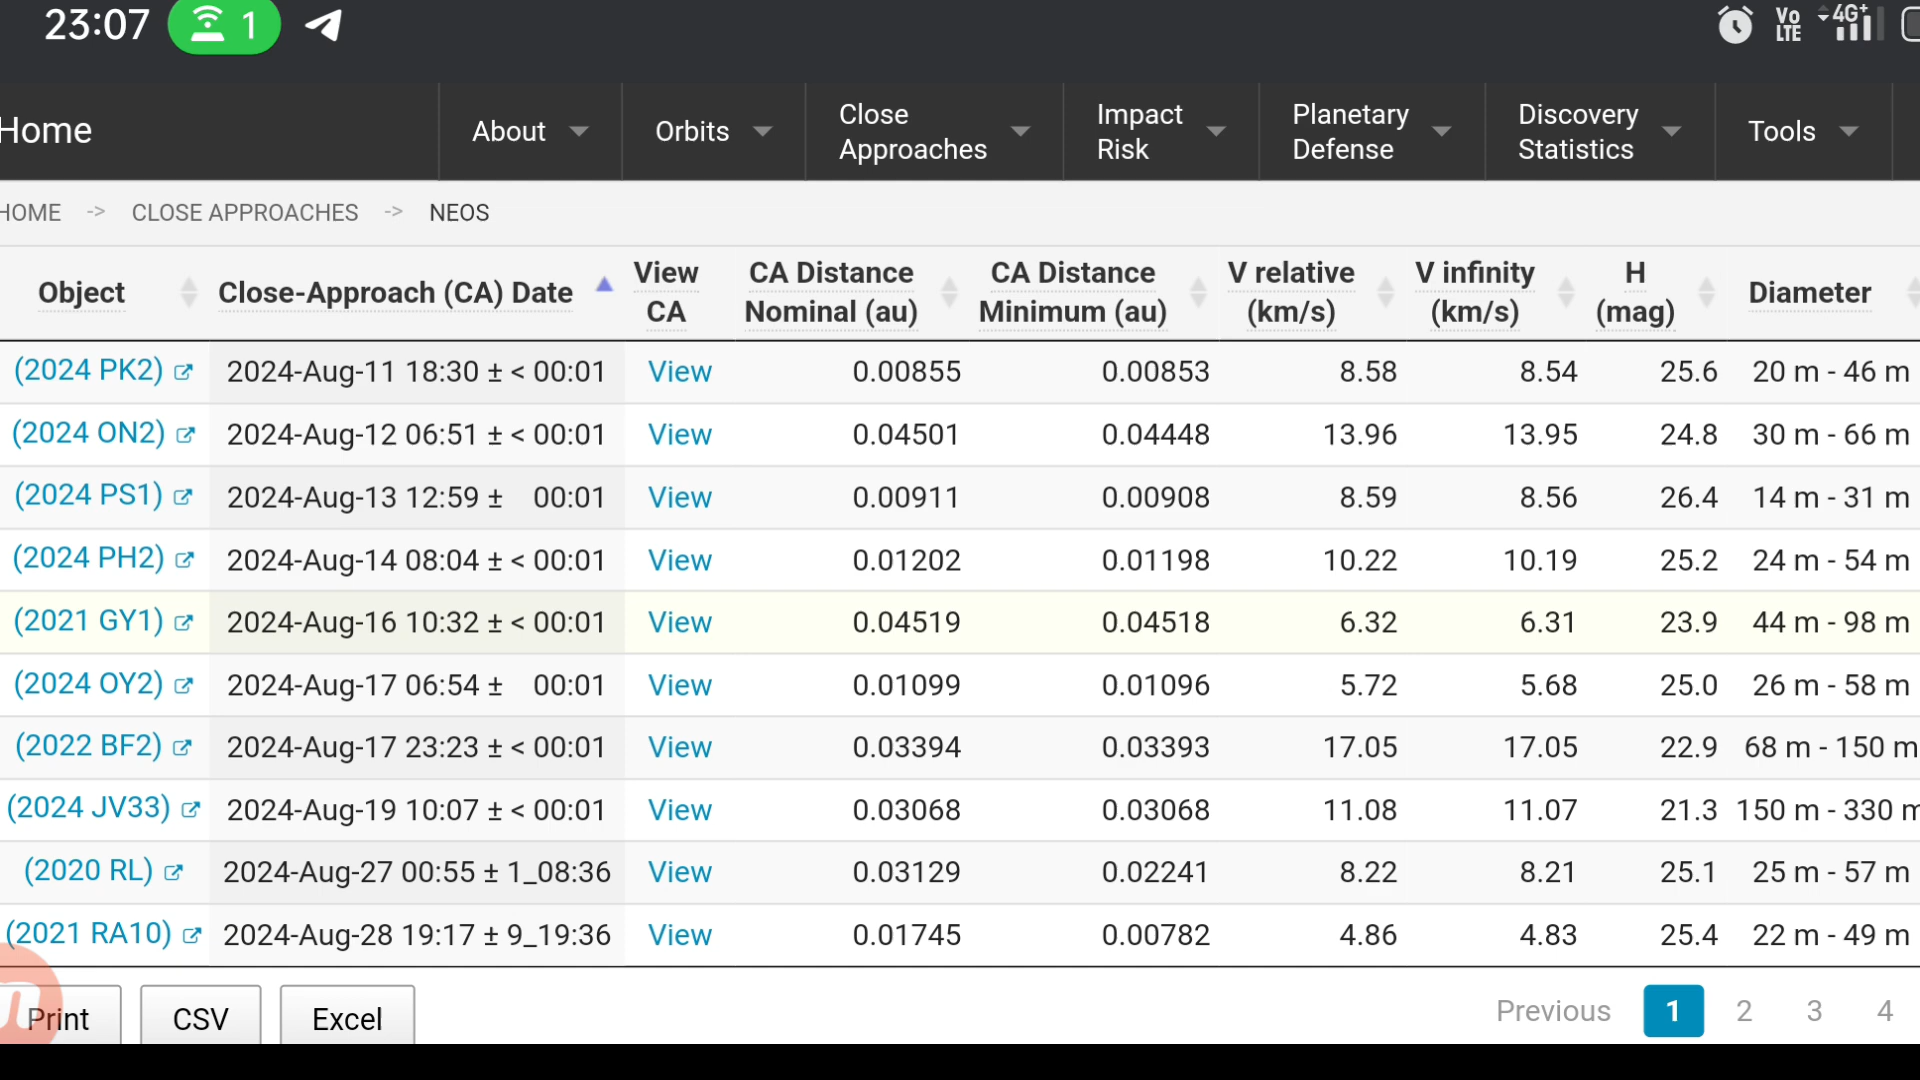 23:07 1 Vo LTE 4G+
Home About Orbits Close Approaches Impact Risk Planetary Defense Discovery Statistics Tools
HOME -> CLOSE APPROACHES -> NEOS
Object Close-Approach (CA) Date View CA CA Distance Nominal (au) CA Distance Minimum (au) V relative (km/s) V infinity (km/s) H (mag) Diameter
(2024 PK2) 2024-Aug-11 18:30 ± < 00:01 View 0.00855 0.00853 8.58 8.54 25.6 20 m - 46 m
(2024 ON2) 2024-Aug-12 06:51 ± < 00:01 View 0.04501 0.04448 13.96 13.95 24.8 30 m - 66 m
(2024 PS1) 2024-Aug-13 12:59 ± 00:01 View 0.00911 0.00908 8.59 8.56 26.4 14 m - 31 m
(2024 PH2) 2024-Aug-14 08:04 ± < 00:01 View 0.01202 0.01198 10.22 10.19 25.2 24 m - 54 m
(2021 GY1) 2024-Aug-16 10:32 ± < 00:01 View 0.04519 0.04518 6.32 6.31 23.9 44 m - 98 m
(2024 OY2) 2024-Aug-17 06:54 ± 00:01 View 0.01099 0.01096 5.72 5.68 25.0 26 m - 58 m
(2022 BF2) 2024-Aug-17 23:23 ± < 00:01 View 0.03394 0.03393 17.05 17.05 22.9 68 m - 150 m
(2024 JV33) 2024-Aug-19 10:07 ± < 00:01 View 0.03068 0.03068 11.08 11.07 21.3 150 m - 330 m
(2020 RL) 2024-Aug-27 00:55 ± 1_08:36 View 0.03129 0.02241 8.22 8.21 25.1 25 m - 57 m
(2021 RA10) 2024-Aug-28 19:17 ± 9_19:36 View 0.01745 0.00782 4.86 4.83 25.4 22 m - 49 m
Print CSV Excel Previous 1 2 3 4